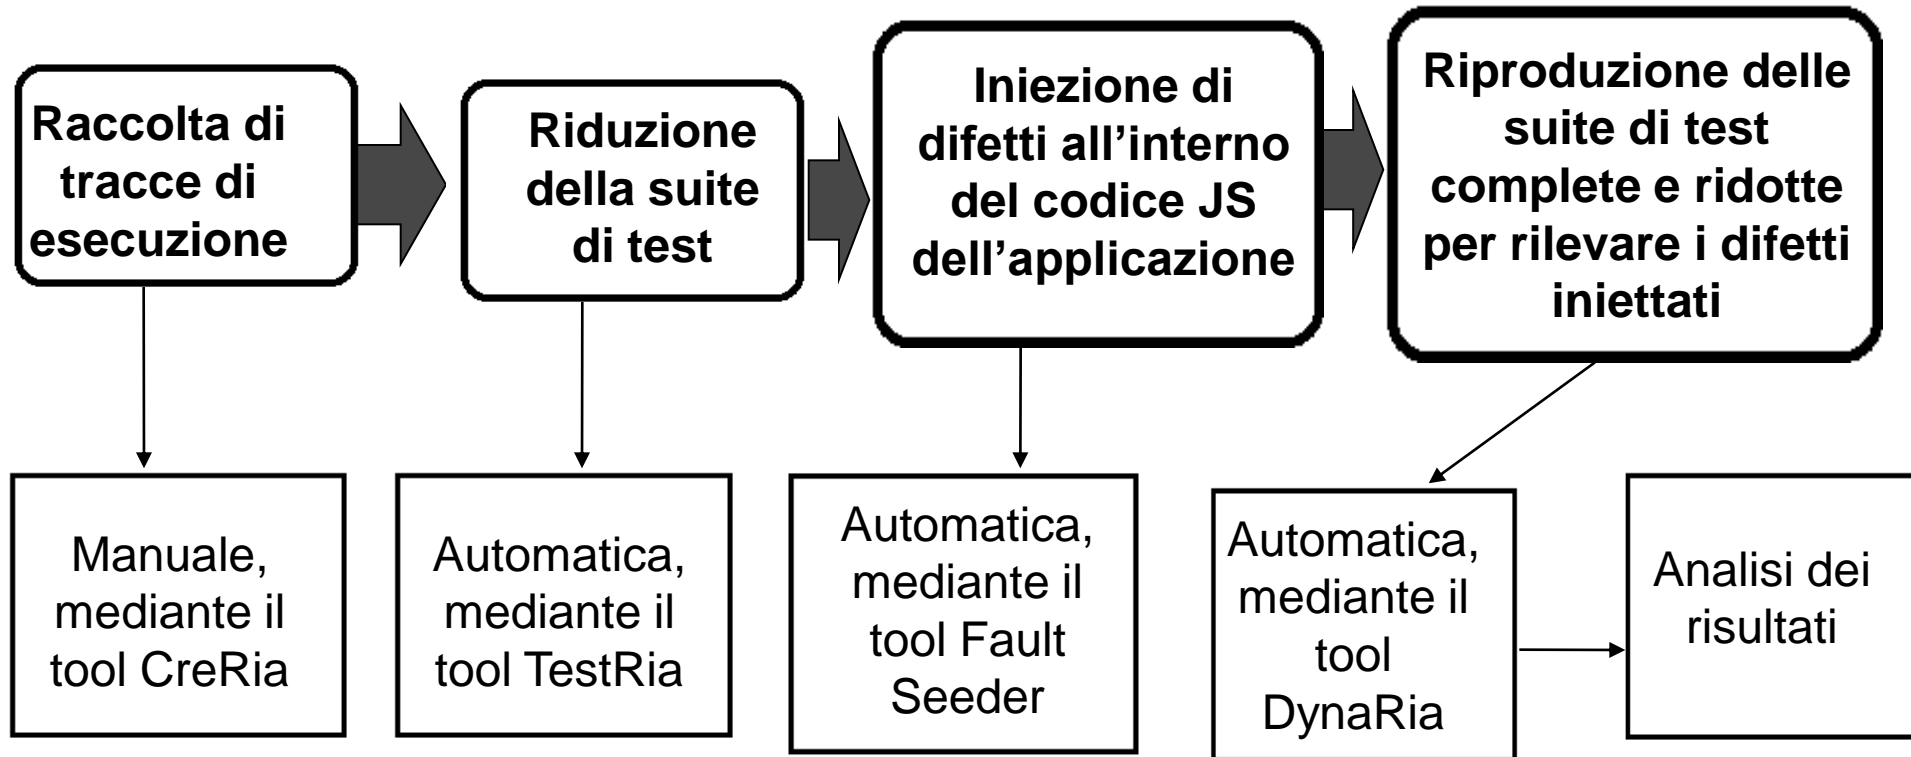 Raccolta di
tracce di
esecuzione
Riduzione
della suite
di test
Iniezione di
difetti all’interno
del codice JS
dell’applicazione
Riproduzione delle
suite di test
complete e ridotte
per rilevare i difetti
iniettati
Manuale,
mediante il
tool CreRia
Automatica,
mediante il
tool TestRia
Automatica,
mediante il
tool Fault
Seeder
Automatica,
mediante il
tool
DynaRia
Analisi dei
risultati